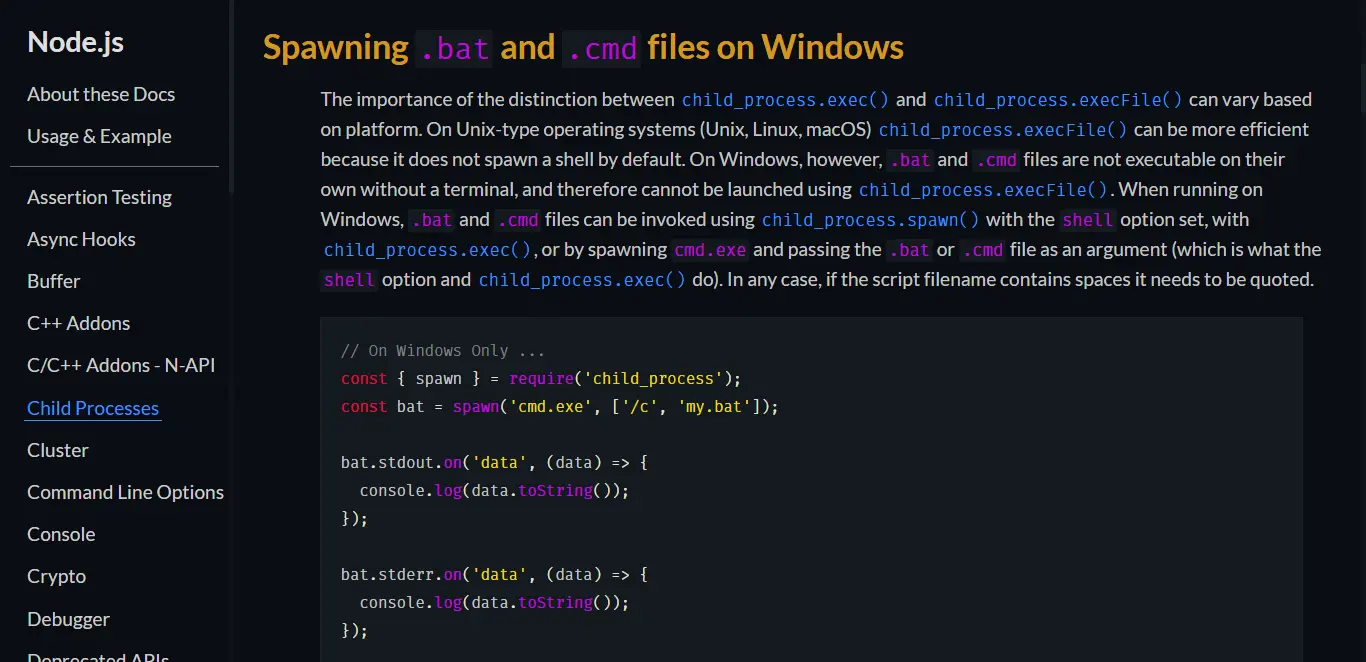 Node.js
About these Docs
Usage & Example
Assertion Testing
Async Hooks
Buffer
C++ Addons
C/C++ Addons - N-API
Child Processes
Cluster
Command Line Options
Console
Crypto
Debugger
Deprecated APIs
Spawning .bat and .cmd files on Windows
The importance of the distinction between child_process.exec() and child_process.execFile() can vary based
on platform. On Unix-type operating systems (Unix, Linux, macOS) child_process.execFile() can be more efficient
because it does not spawn a shell by default. On Windows, however, .bat and .cmd files are not executable on their
own without a terminal, and therefore cannot be launched using child_process.execFile(). When running on
Windows, .bat and .cmd files can be invoked using child_process.spawn() with the shell option set, with
child_process.exec(), or by spawning cmd.exe and passing the .bat or .cmd file as an argument (which is what the
shell option and child_process.exec() do). In any case, if the script filename contains spaces it needs to be quoted.
// On Windows Only ...
const { spawn } = require('child_process');
const bat = spawn('cmd.exe', ['/c', 'my.bat']);
bat.stdout.on('data', (data) => {
  console.log(data.toString());
});
bat.stderr.on('data', (data) => {
  console.log(data.toString());
});